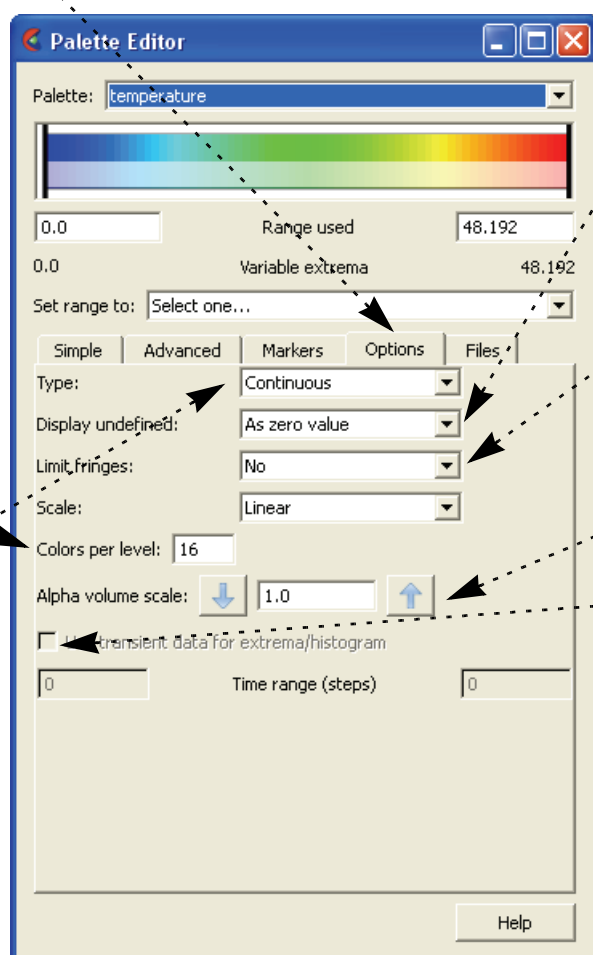 Palette Editor
Palette: temperature
0.0 Range used 48.192
0.0 Variable extrema 48.192
Set range to: Select one...
Simple Advanced Markers Options Files
Type: Continuous
Display undefined: As zero value
Limit fringes: No
Scale: Linear
Colors per level: 16
Alpha volume scale: 1.0
Use transient data for extrema/histogram
0 Time range (steps) 0
Help